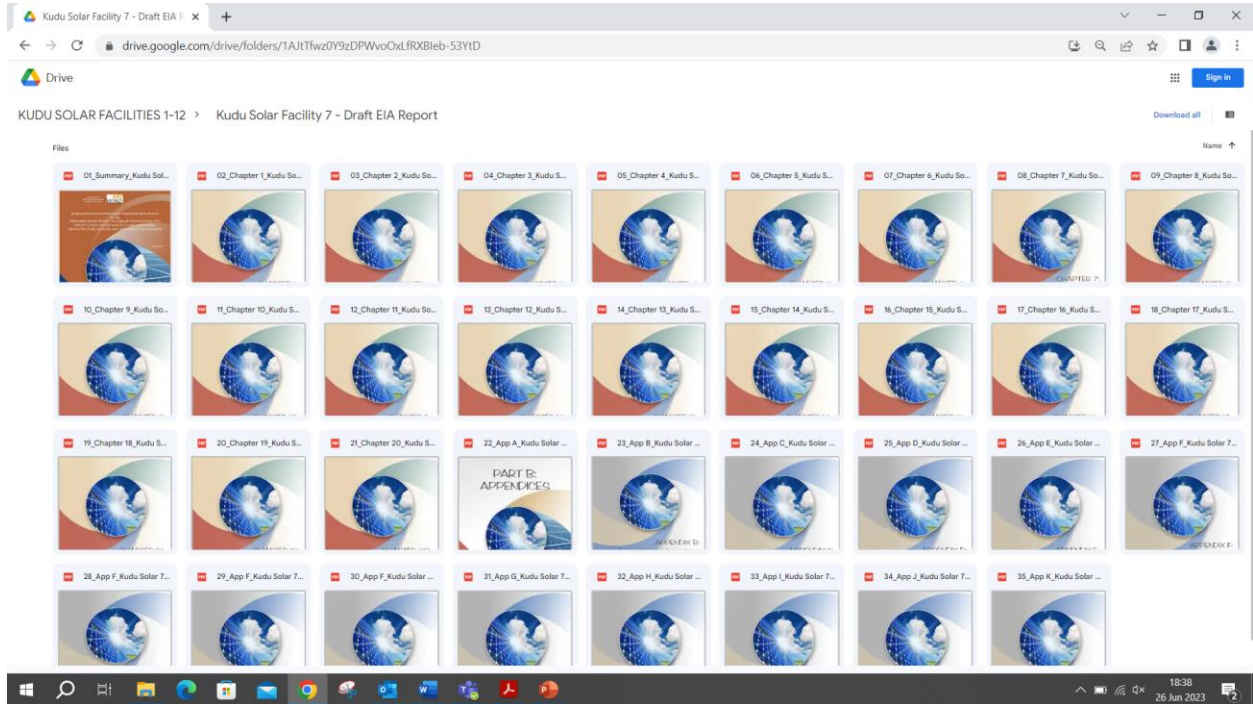 Kudu Solar Facility 7 - Draft EIA R
drive.google.com/drive/folders/1AJtTfwz0Y9zDPWvoOxLfRXBIeb-53YtD
Drive
Sign in
KUDU SOLAR FACILITIES 1-12 > Kudu Solar Facility 7 - Draft EIA Report
Download all
Files
Name
01_Summary_Kudu Sol...
02_Chapter 1_Kudu So...
03_Chapter 2_Kudu So...
04_Chapter 3_Kudu S...
05_Chapter 4_Kudu S...
06_Chapter 5_Kudu S...
07_Chapter 6_Kudu So...
08_Chapter 7_Kudu So...
09_Chapter 8_Kudu So...
CHAPTER 7:
10_Chapter 9_Kudu So...
11_Chapter 10_Kudu S...
12_Chapter 11_Kudu So...
13_Chapter 12_Kudu S...
14_Chapter 13_Kudu S...
15_Chapter 14_Kudu S...
16_Chapter 15_Kudu S...
17_Chapter 16_Kudu S...
18_Chapter 17_Kudu S...
19_Chapter 18_Kudu S...
20_Chapter 19_Kudu S...
21_Chapter 20_Kudu S...
22_App A_Kudu Solar ...
23_App B_Kudu Solar ...
24_App C_Kudu Solar ...
25_App D_Kudu Solar ...
26_App E_Kudu Solar ...
27_App F_Kudu Solar 7...
PART B:
APPENDICES
APPENDIX B:
APPENDIX F:
28_App F_Kudu Solar 7...
29_App F_Kudu Solar 7...
30_App F_Kudu Solar ...
31_App G_Kudu Solar 7...
32_App H_Kudu Solar ...
33_App I_Kudu Solar 7...
34_App J_Kudu Solar 7...
35_App K_Kudu Solar ...
18:38
26 Jun 2023